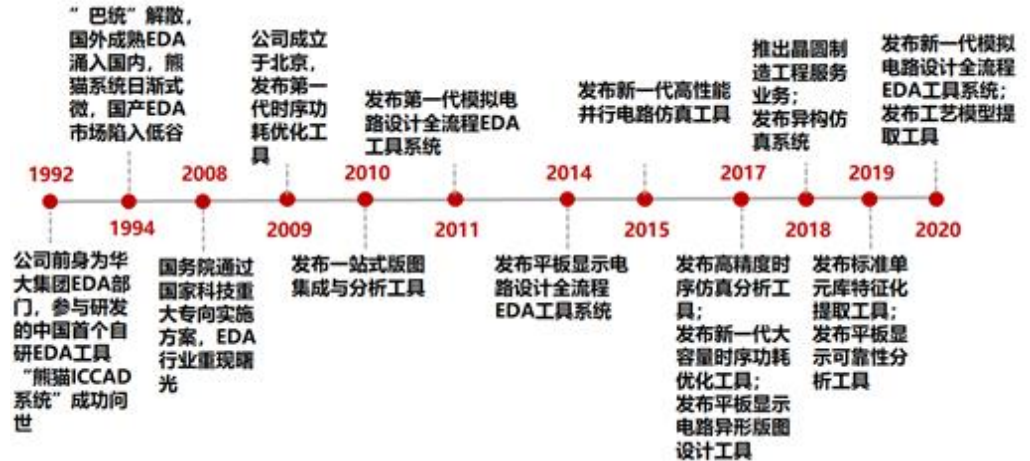 ”巴统”解散，
国外成熟EDA
涌入国内，熊
猫系统日渐式
微，国产EDA
市场陷入低谷
公司成立
于北京，
发布第一
代时序功
耗优化工
具
发布第一代模拟电
路设计全流程EDA
工具系统
发布新一代高性能
并行电路仿真工具
推出晶圆制
造工程服务
业务；
发布异构仿
真系统
发布新一代模拟
电路设计全流程
EDA工具系统；
发布工艺模型提
取工具
1992
2008
2010
2014
2017
2019
1994
2009
2011
2015
2018
2020
公司前身为华
大集团EDA部
门，参与研发
的中国首个自
研EDA工具
“熊猫ICCAD
系统”成功问
世
国务院通过
国家科技重
大专向实施
方案，EDA
行业重现曙
光
发布一站式版图
集成与分析工具
发布平板显示电
路设计全流程
EDA工具系统
发布高精度时
序仿真分析工
具；
发布新一代大
容量时序功耗
优化工具；
发布平板显示
电路异形版图
设计工具
发布标准单
元库特征化
提取工具；
发布平板显
示可靠性分
析工具